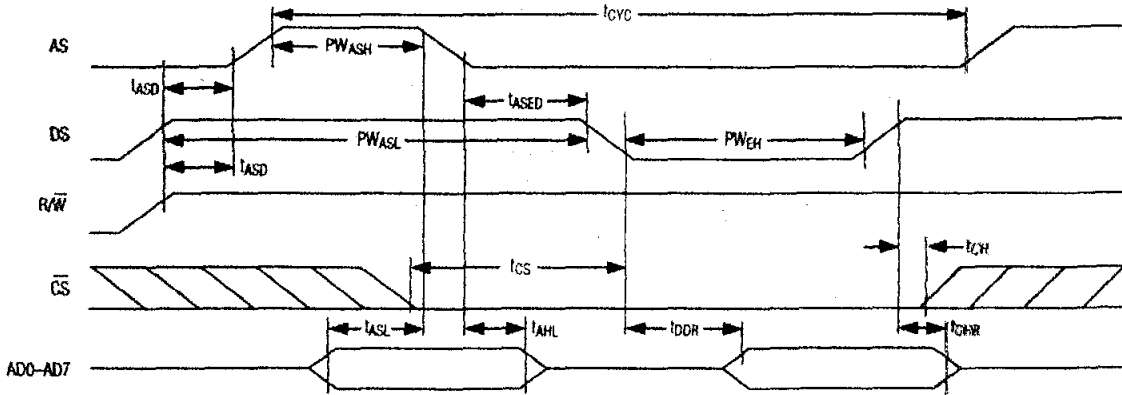 tCYC
AS
PWASH
tASD
tASED
DS
PWASL
PWEH
tASD
R/W
tCH
tCS
CS
tASL
tAHL
tDDR
tDHR
AD0–AD7